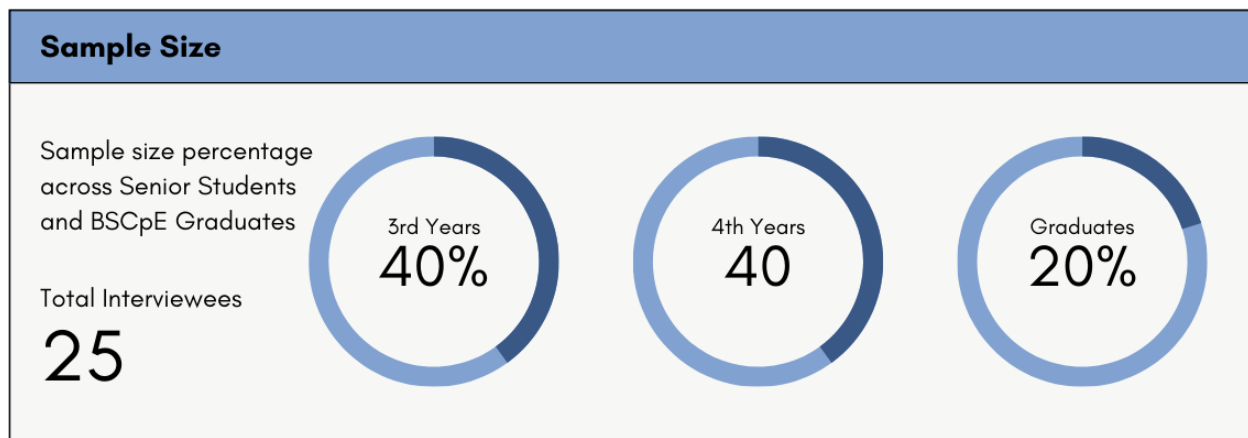 Sample Size
Sample size percentage
across Senior Students
and BSCpE Graduates
Total Interviewees
25
3rd Years
40%
4th Years
40
Graduates
20%